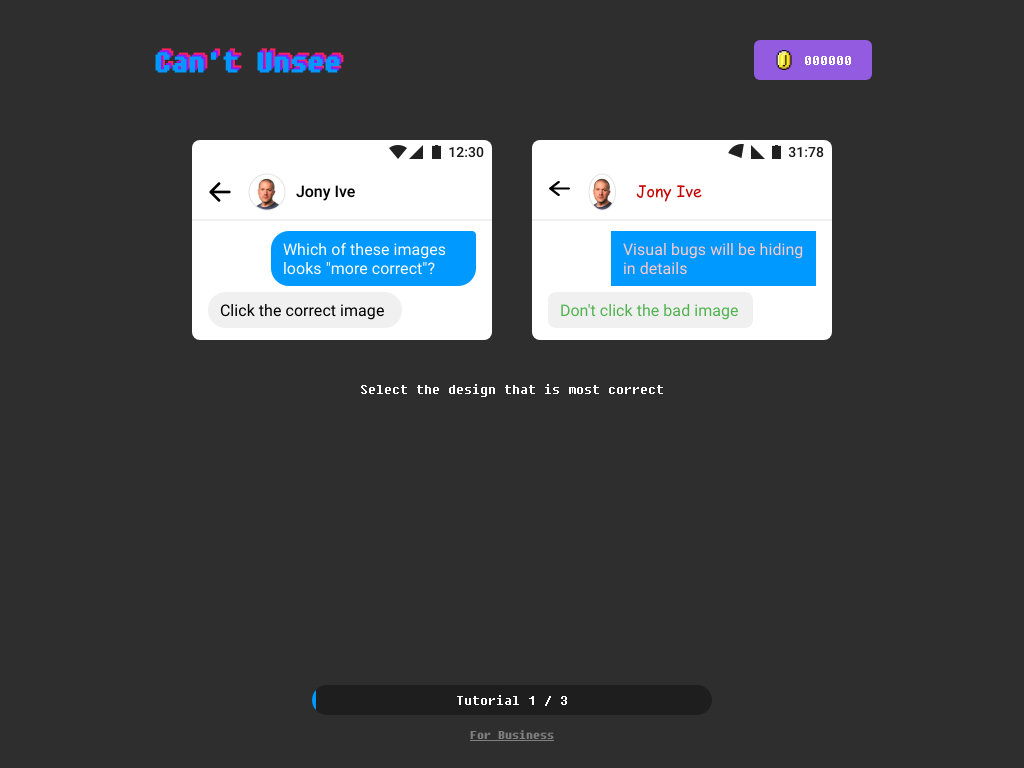 Can't Unsee
000000
12:30
Jony Ive
Which of these images
looks "more correct"?
Click the correct image
31:78
Jony Ive
Visual bugs will be hiding
in details
Don't click the bad image
Select the design that is most correct
Tutorial 1 / 3
For Business